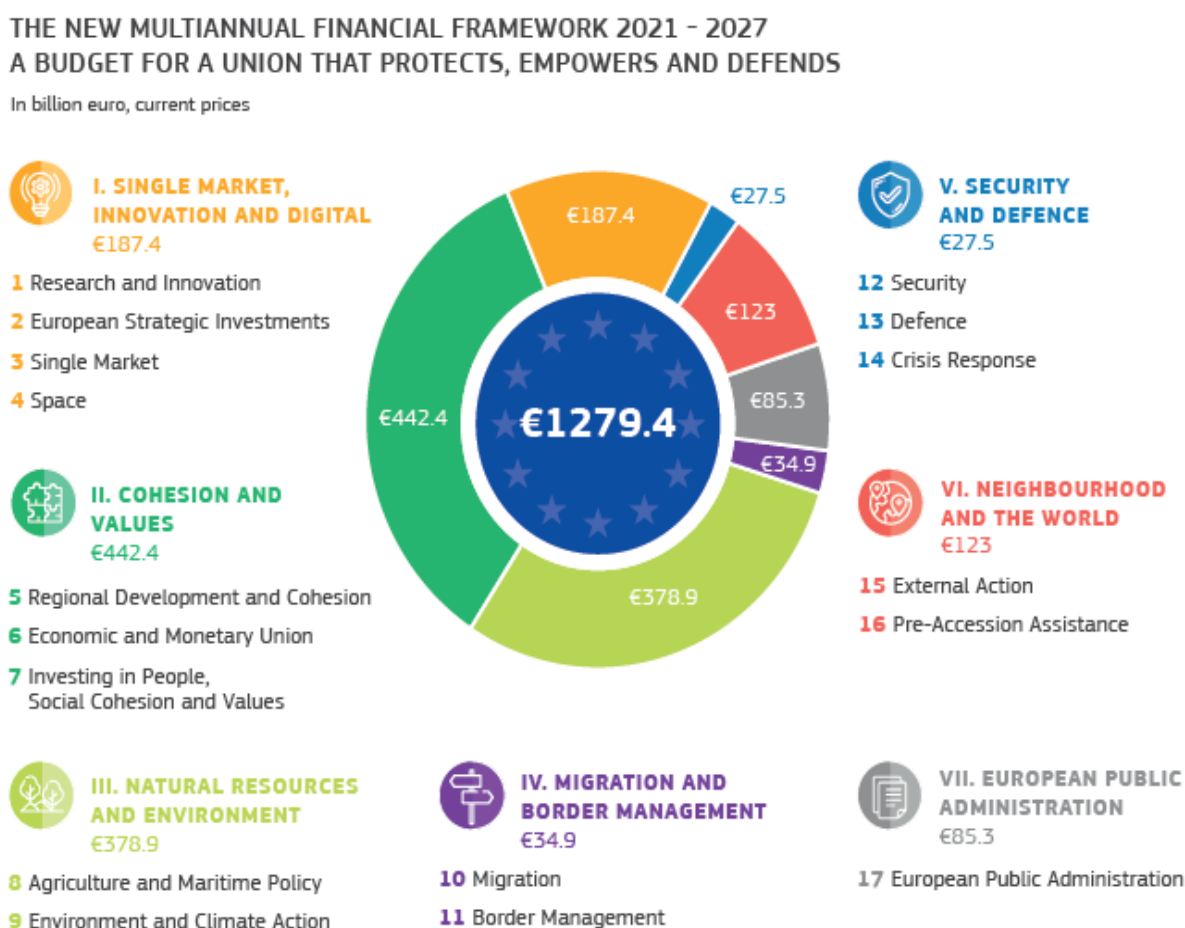 THE NEW MULTIANNUAL FINANCIAL FRAMEWORK 2021 - 2027
A BUDGET FOR A UNION THAT PROTECTS, EMPOWERS AND DEFENDS
In billion euro, current prices
I. SINGLE MARKET,
INNOVATION AND DIGITAL
€187.4
1 Research and Innovation
2 European Strategic Investments
3 Single Market
4 Space
II. COHESION AND
VALUES
€442.4
5 Regional Development and Cohesion
6 Economic and Monetary Union
7 Investing in People,
Social Cohesion and Values
€187.4
€27.5
€123
€85.3
€34.9
€378.9
€442.4
€1279.4
V. SECURITY
AND DEFENCE
€27.5
12 Security
13 Defence
14 Crisis Response
VI. NEIGHBOURHOOD
AND THE WORLD
€123
15 External Action
16 Pre-Accession Assistance
III. NATURAL RESOURCES
AND ENVIRONMENT
€378.9
8 Agriculture and Maritime Policy
9 Environment and Climate Action
IV. MIGRATION AND
BORDER MANAGEMENT
€34.9
10 Migration
11 Border Management
VII. EUROPEAN PUBLIC
ADMINISTRATION
€85.3
17 European Public Administration